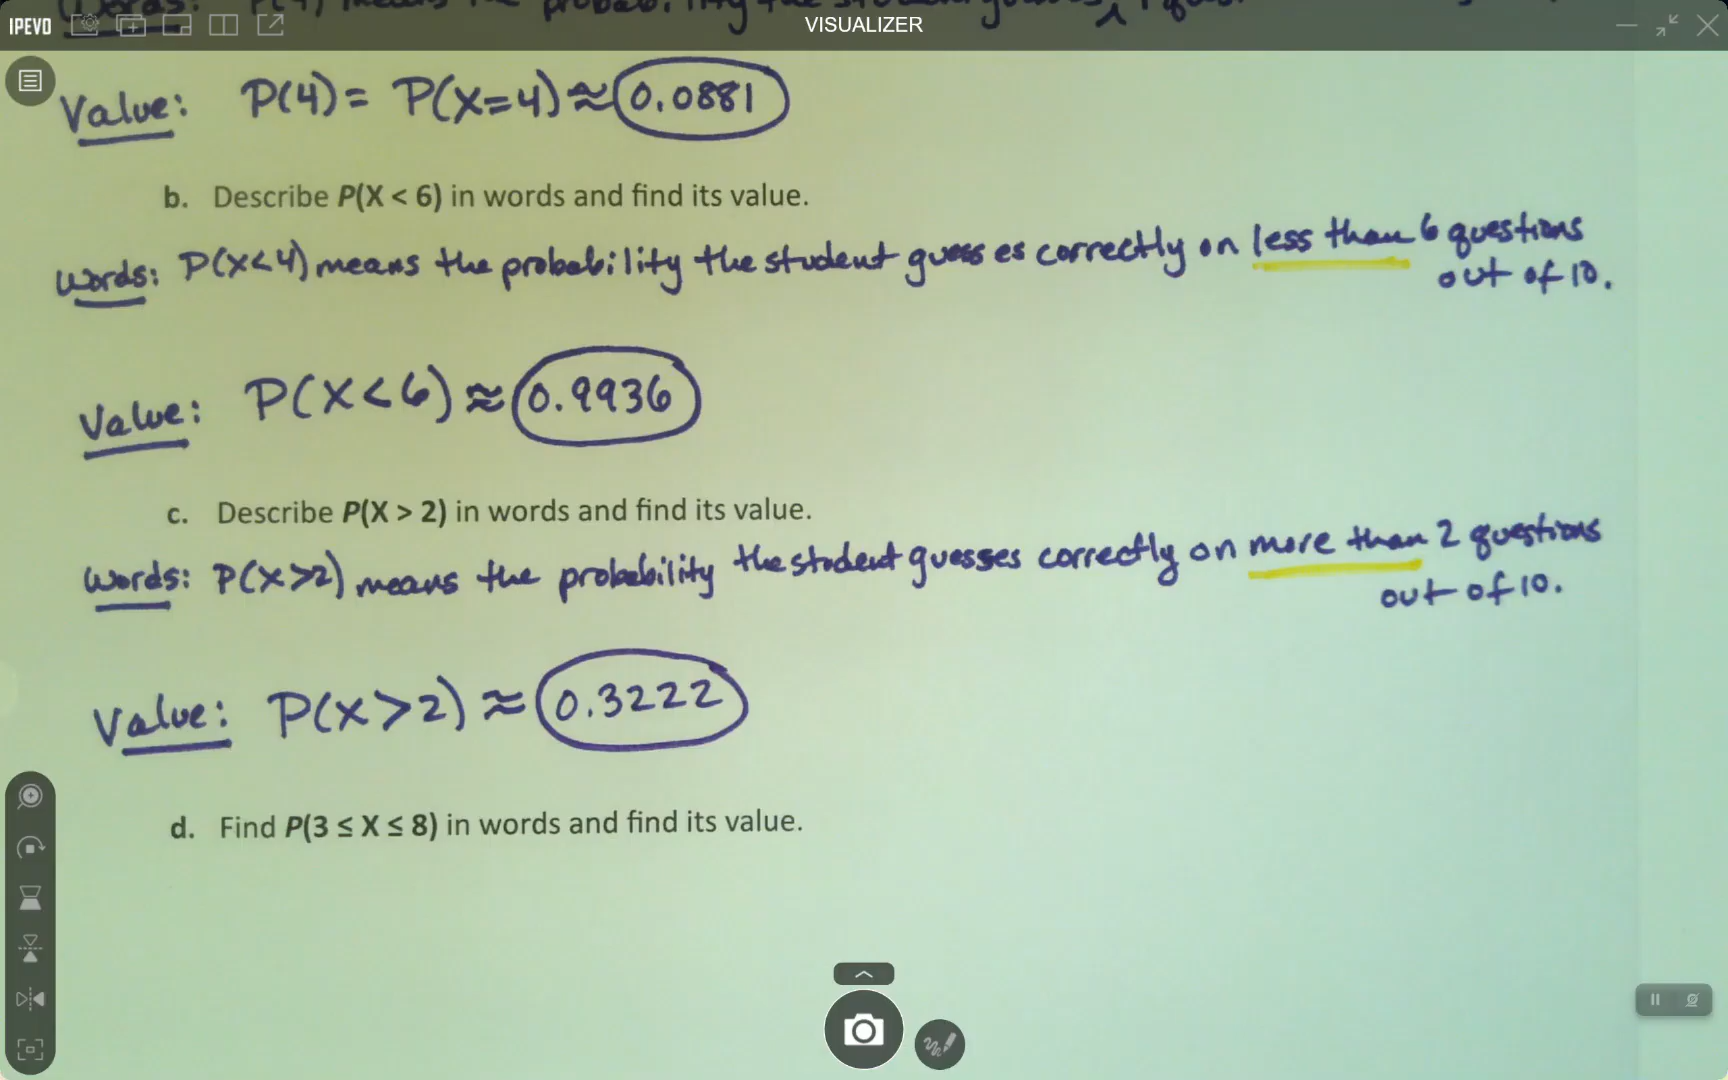 IPEVO
VISUALIZER
Value: P(4) = P(X=4) ≈ 0.0881
b. Describe P(X < 6) in words and find its value.
Words: P(X<4) means the probability the student guesses correctly on less than 6 questions
out of 10.
Value: P(X<6) ≈ 0.9936
c. Describe P(X > 2) in words and find its value.
Words: P(X>2) means the probability the student guesses correctly on more than 2 questions
out of 10.
Value: P(X>2) ≈ 0.3222
d. Find P(3 ≤ X ≤ 8) in words and find its value.